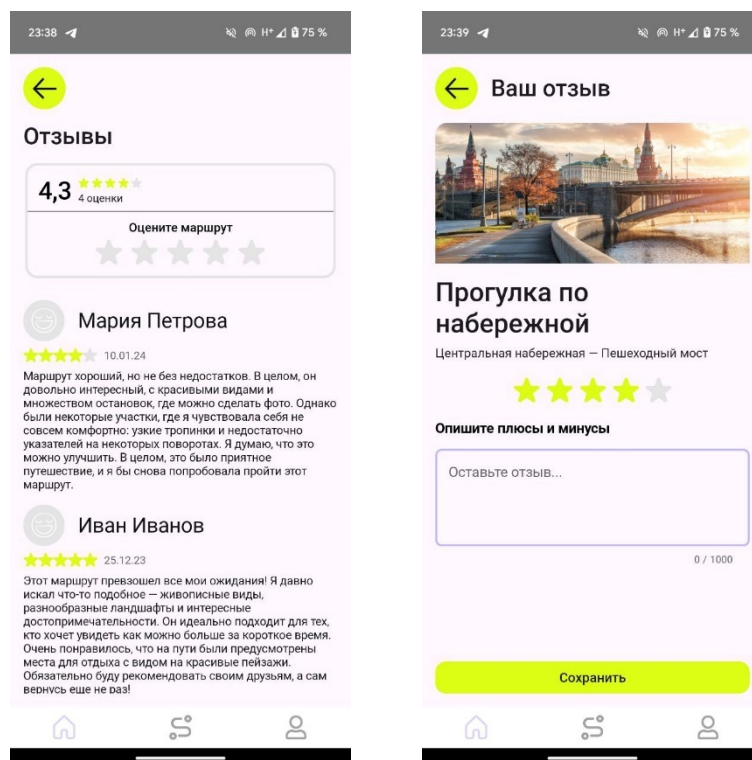 23:38
H+ 75 %
Отзывы
4,3
4 оценки
Оцените маршрут
Мария Петрова
10.01.24
Маршрут хороший, но не без недостатков. В целом, он
довольно интересный, с красивыми видами и
множеством остановок, где можно сделать фото. Однако
были некоторые участки, где я чувствовала себя не
совсем комфортно: узкие тропинки и недостаточно
указателей на некоторых поворотах. Я думаю, что это
можно улучшить. В целом, это было приятное
путешествие, и я бы снова попробовала пройти этот
маршрут.
Иван Иванов
25.12.23
Этот маршрут превзошел все мои ожидания! Я давно
искал что-то подобное — живописные виды,
разнообразные ландшафты и интересные
достопримечательности. Он идеально подходит для тех,
кто хочет увидеть как можно больше за короткое время.
Очень понравилось, что на пути были предусмотрены
места для отдыха с видом на красивые пейзажи.
Обязательно буду рекомендовать своим друзьям, а сам
вернусь еще не раз!
23:39
H+ 75 %
Ваш отзыв
Прогулка по
набережной
Центральная набережная — Пешеходный мост
Опишите плюсы и минусы
Оставьте отзыв...
0 / 1000
Сохранить